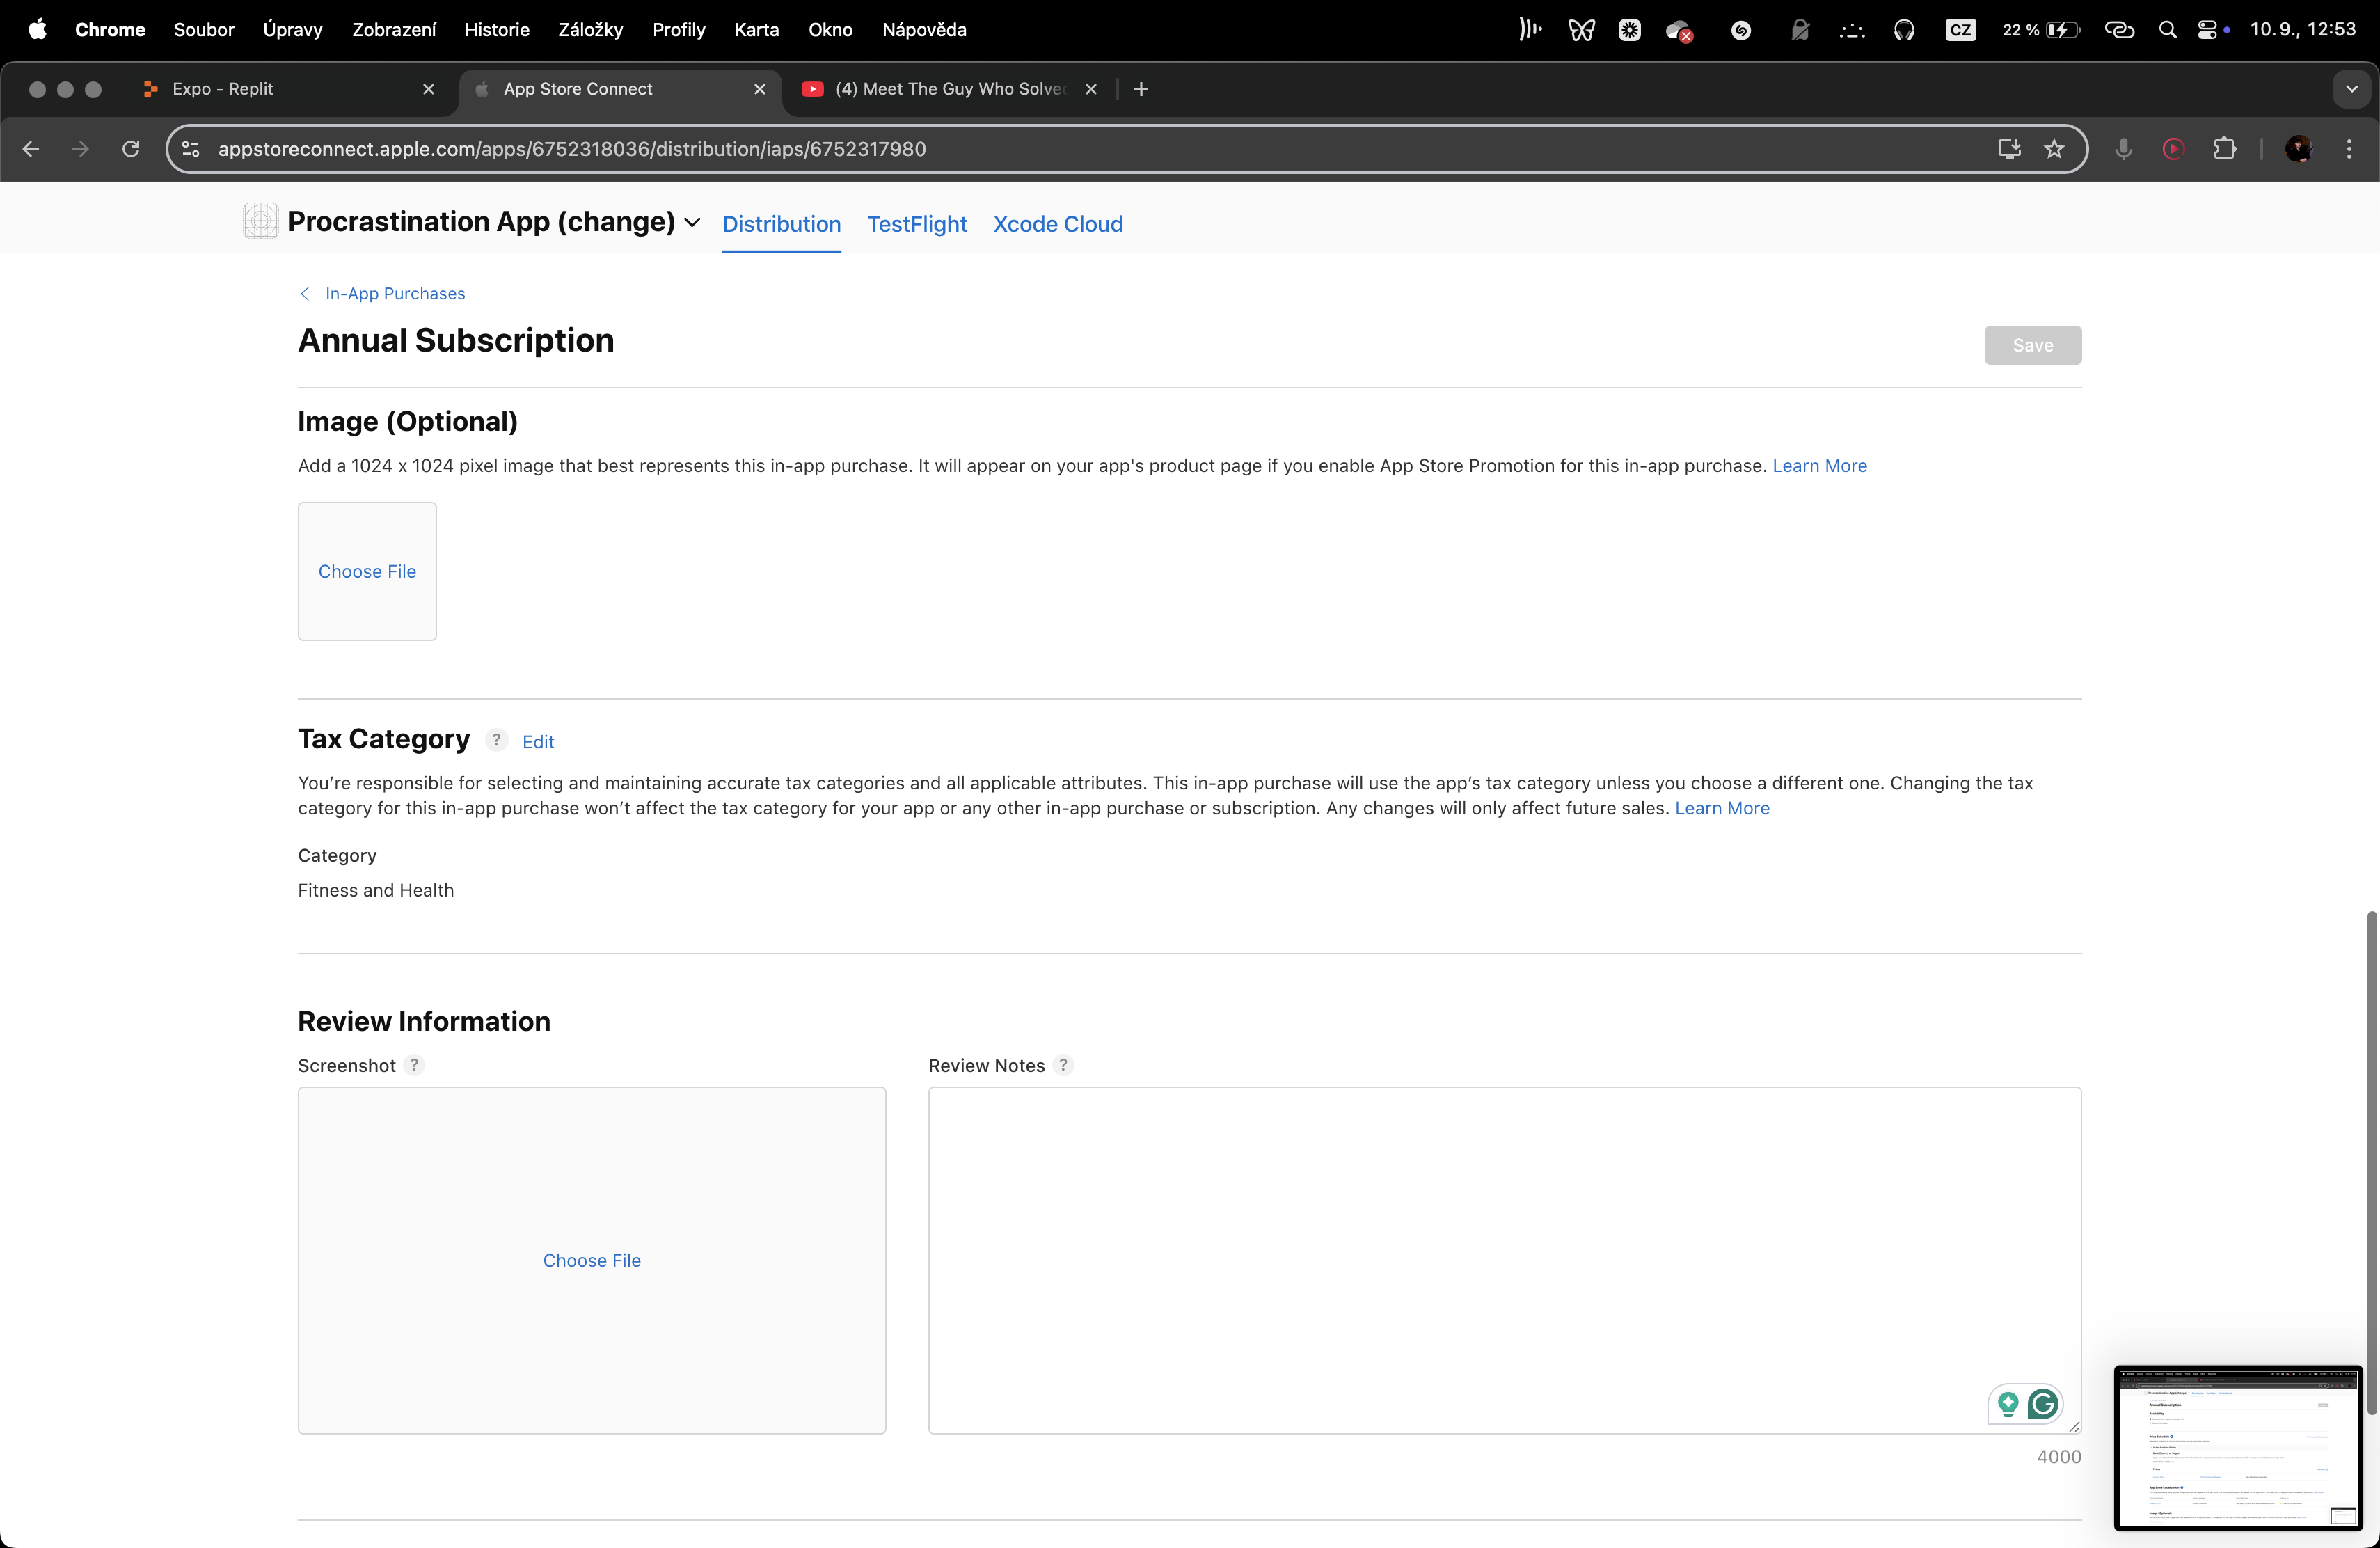 Chrome Soubor Úpravy Zobrazení Historie Záložky Profily Karta Okno Nápověda CZ 22 % 10. 9., 12:53
Expo - Replit App Store Connect (4) Meet The Guy Who Solve
appstoreconnect.apple.com/apps/6752318036/distribution/iaps/6752317980
Procrastination App (change) Distribution TestFlight Xcode Cloud
In-App Purchases
Annual Subscription
Save
Image (Optional)
Add a 1024 x 1024 pixel image that best represents this in-app purchase. It will appear on your app's product page if you enable App Store Promotion for this in-app purchase. Learn More
Choose File
Tax Category ? Edit
You’re responsible for selecting and maintaining accurate tax categories and all applicable attributes. This in-app purchase will use the app’s tax category unless you choose a different one. Changing the tax
category for this in-app purchase won’t affect the tax category for your app or any other in-app purchase or subscription. Any changes will only affect future sales. Learn More
Category
Fitness and Health
Review Information
Screenshot ? Review Notes ?
Choose File
4000